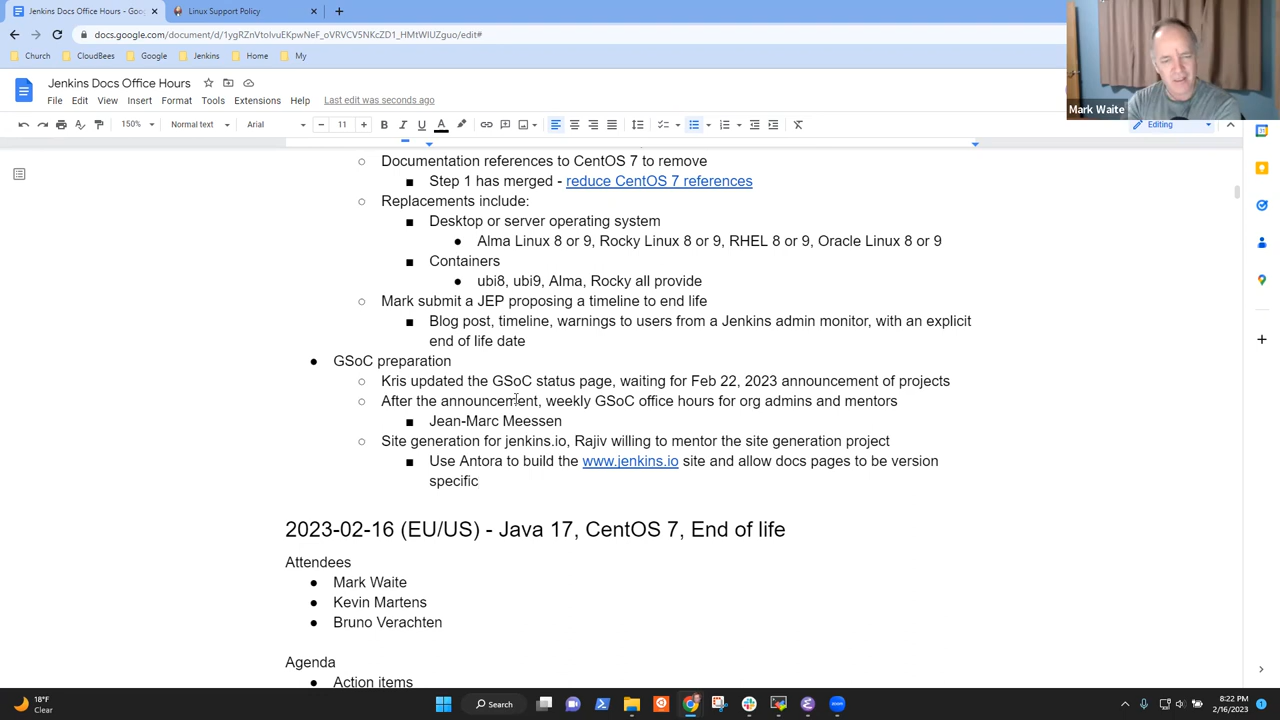 Jenkins Docs Office Hours - Goo
Linux Support Policy
docs.google.com/document/d/1ygRZnVtoIvuEKpwNeF_oVRVCV5NKcZD1_HMtWIUZguo/edit#
Church
CloudBees
Google
Jenkins
Home
My
Jenkins Docs Office Hours
File Edit View Insert Format Tools Extensions Help Last edit was seconds ago
Mark Waite
150% Normal text Arial 11 Editing
○ Documentation references to CentOS 7 to remove
■ Step 1 has merged - reduce CentOS 7 references
○ Replacements include:
■ Desktop or server operating system
● Alma Linux 8 or 9, Rocky Linux 8 or 9, RHEL 8 or 9, Oracle Linux 8 or 9
■ Containers
● ubi8, ubi9, Alma, Rocky all provide
○ Mark submit a JEP proposing a timeline to end life
■ Blog post, timeline, warnings to users from a Jenkins admin monitor, with an explicit
end of life date
● GSoC preparation
○ Kris updated the GSoC status page, waiting for Feb 22, 2023 announcement of projects
○ After the announcement, weekly GSoC office hours for org admins and mentors
■ Jean-Marc Meessen
○ Site generation for jenkins.io, Rajiv willing to mentor the site generation project
■ Use Antora to build the www.jenkins.io site and allow docs pages to be version
specific
2023-02-16 (EU/US) - Java 17, CentOS 7, End of life
Attendees
● Mark Waite
● Kevin Martens
● Bruno Verachten
Agenda
● Action items
18°F
Clear
Search
8:22 PM
2/16/2023